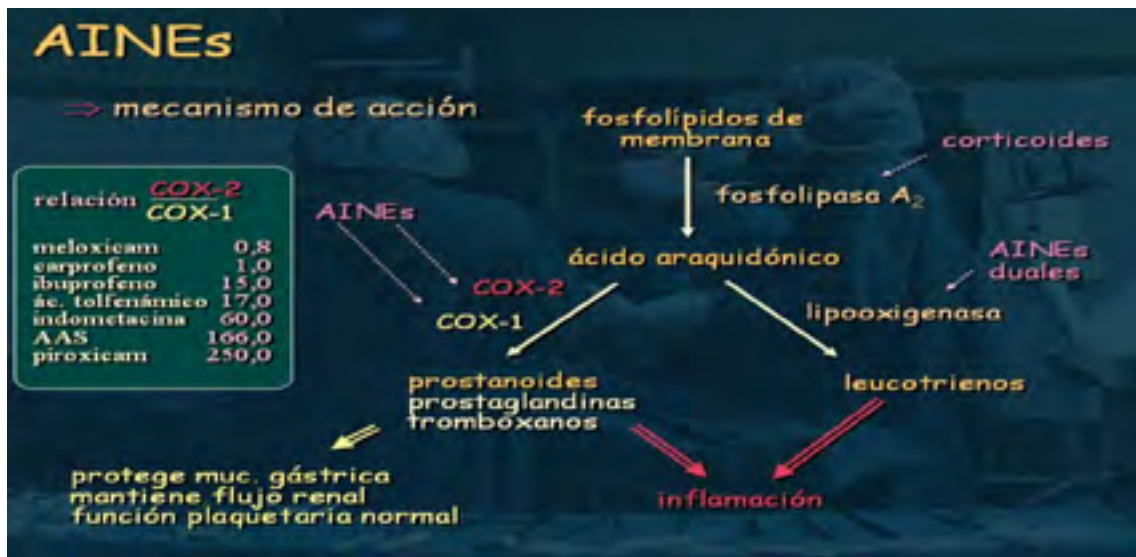 AINEs
⇒ mecanismo de acción
relación COX-2
COX-1
meloxicam 0,8
carprofeno 1,0
ibuprofeno 15,0
ác. tolfenámico 17,0
indometacina 60,0
AAS 166,0
piroxicam 250,0
AINEs
COX-2
COX-1
fosfolípidos de
membrana
corticoides
fosfolipasa A₂
ácido araquidónico
AINEs
duales
lipooxigenasa
prostanoides
prostaglandinas
tromboxanos
leucotrienos
protege muc. gástrica
mantiene flujo renal
función plaquetaria normal
inflamación